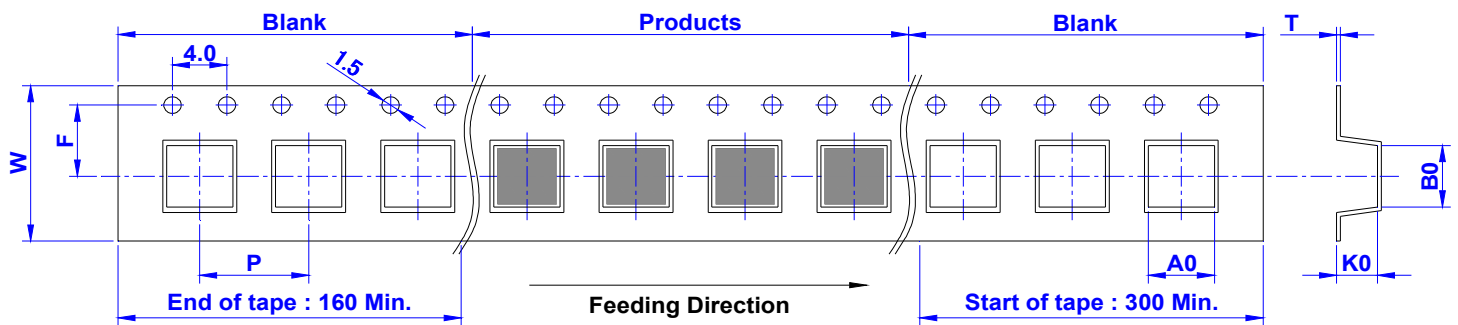 Blank
Products
Blank
T
4.0
1.5
F
W
B0
P
A0
K0
End of tape : 160 Min.
Feeding Direction
Start of tape : 300 Min.